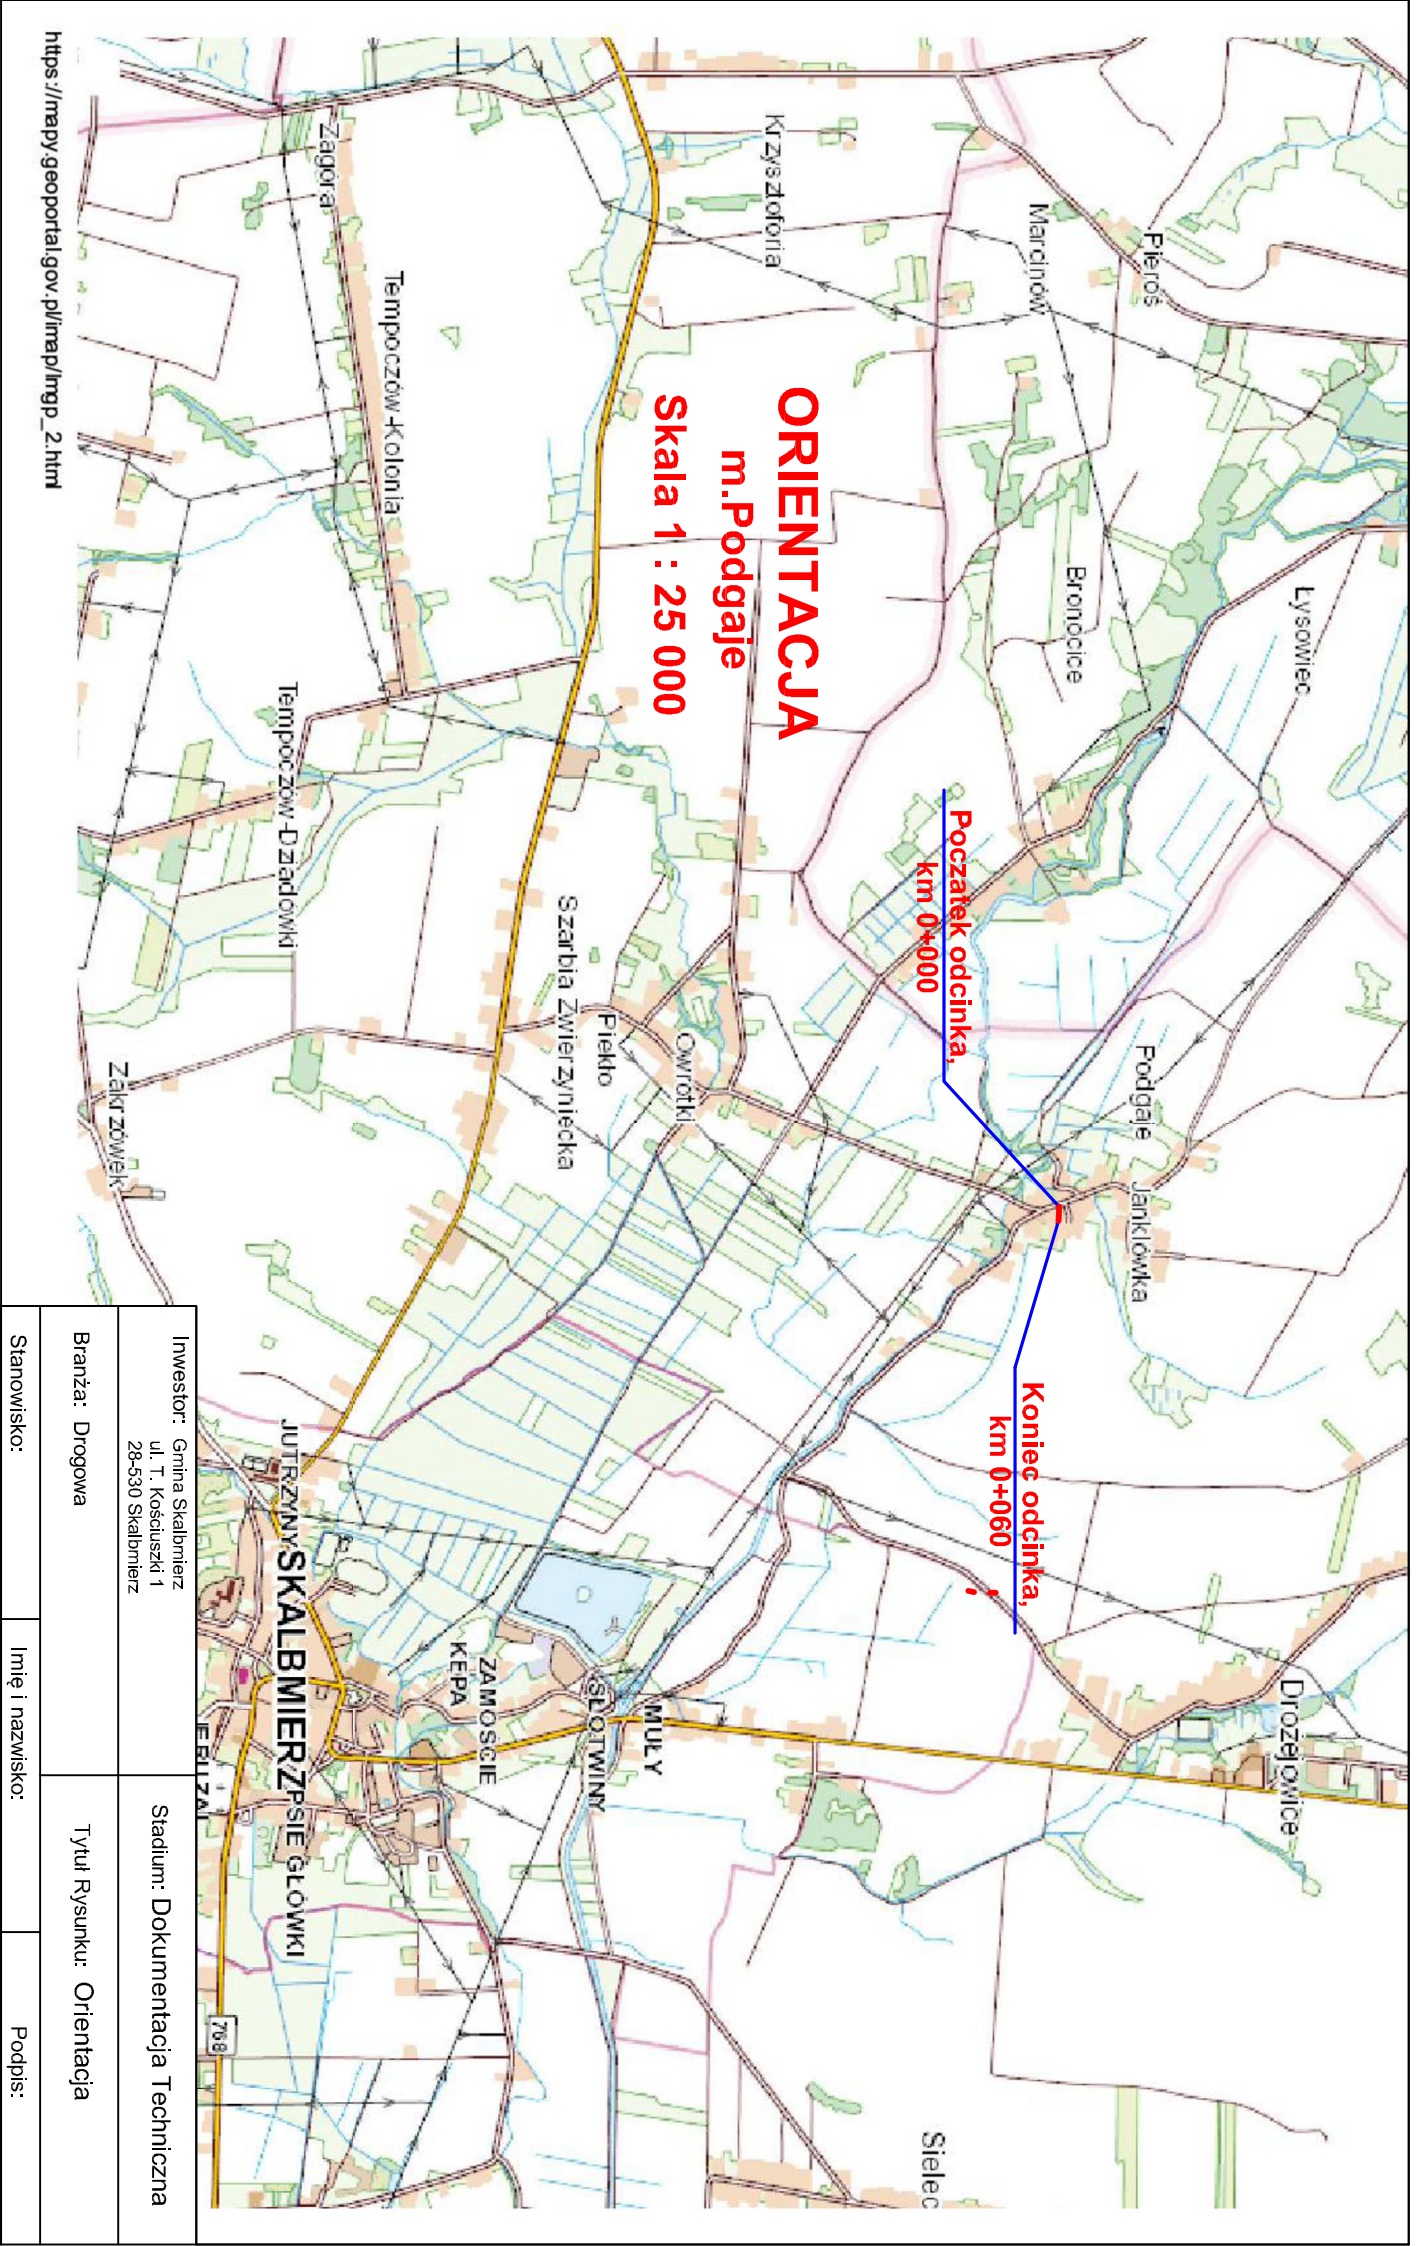 ORIENTACJA
m.Podgaje
Skala 1 : 25 000
Początek odcinka,
km 0+000
Koniec odcinka,
km 0+060
Pieroś
Marcinów
Krzysztoforia
Zagóra
Tempoczów-Kolonia
Łysowiec
Bronocice
Tempoczów-Dziadówki
Szarbia Zwierzyniecka
Piekło
Owrótki
Podgaje
Janklówka
Zakrzówek
Drożejowice
MUŁY
SŁOTWINY
ZAMOŚCIE
KĘPA
JUTRZYNY
SKALBMIERZ
PSIE GŁÓWKI
Sielec
768
https://mapy.geoportal.gov.pl/imap/Imgp_2.html
Inwestor: Gmina Skalbmierz
ul. T. Kościuszki 1
28-530 Skalbmierz
Stadium: Dokumentacja Techniczna
Branża: Drogowa
Tytuł Rysunku: Orientacja
Stanowisko:
Imię i nazwisko:
Podpis: